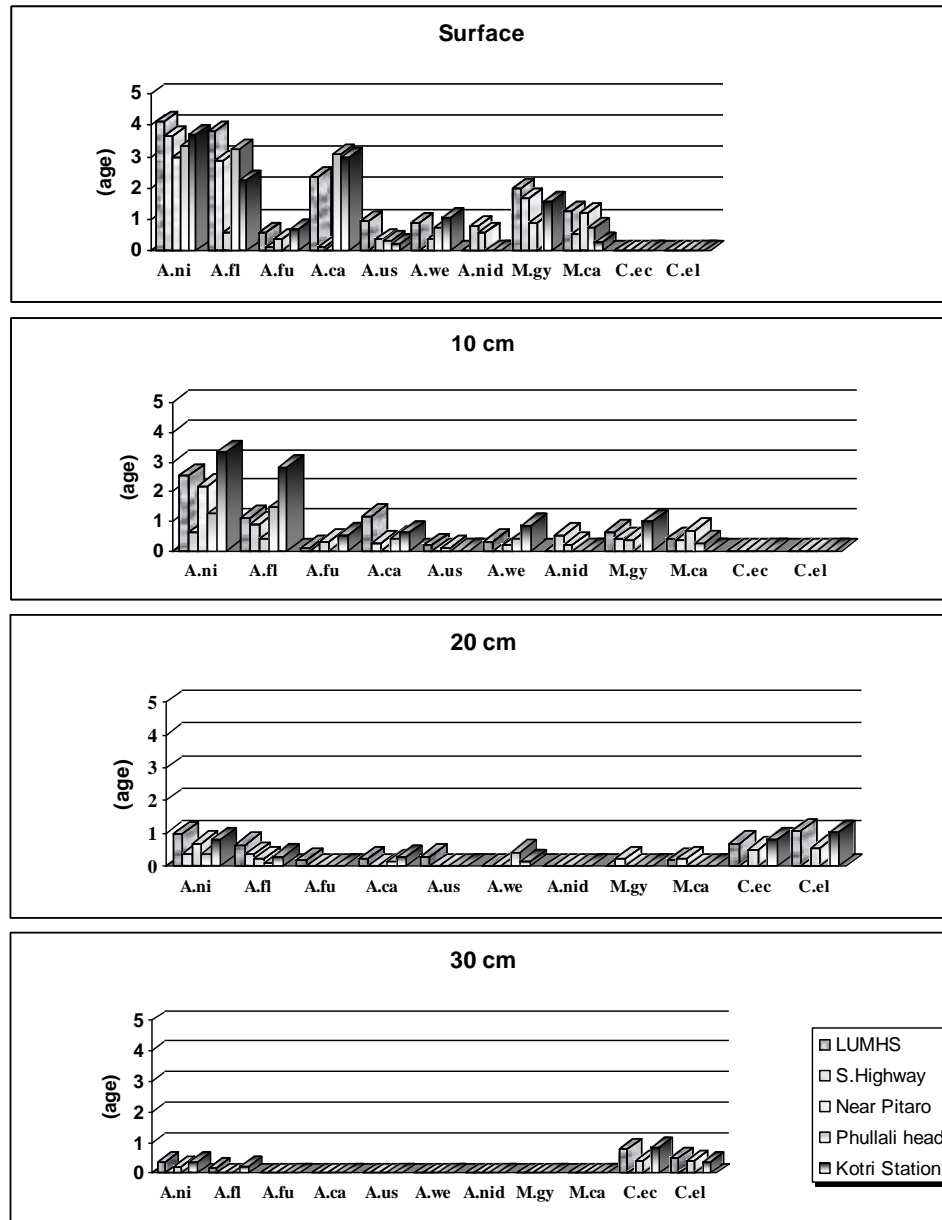 Surface
5
4
3
2
1
0
(age)
A.ni A.fl A.fu A.ca A.us A.we A.nid M.gy M.ca C.ec C.el
10 cm
5
4
3
2
1
0
(age)
A.ni A.fl A.fu A.ca A.us A.we A.nid M.gy M.ca C.ec C.el
20 cm
5
4
3
2
1
0
(age)
A.ni A.fl A.fu A.ca A.us A.we A.nid M.gy M.ca C.ec C.el
30 cm
5
4
3
2
1
0
(age)
A.ni A.fl A.fu A.ca A.us A.we A.nid M.gy M.ca C.ec C.el
LUMHS
S.Highway
Near Pitaro
Phullali head
Kotri Station